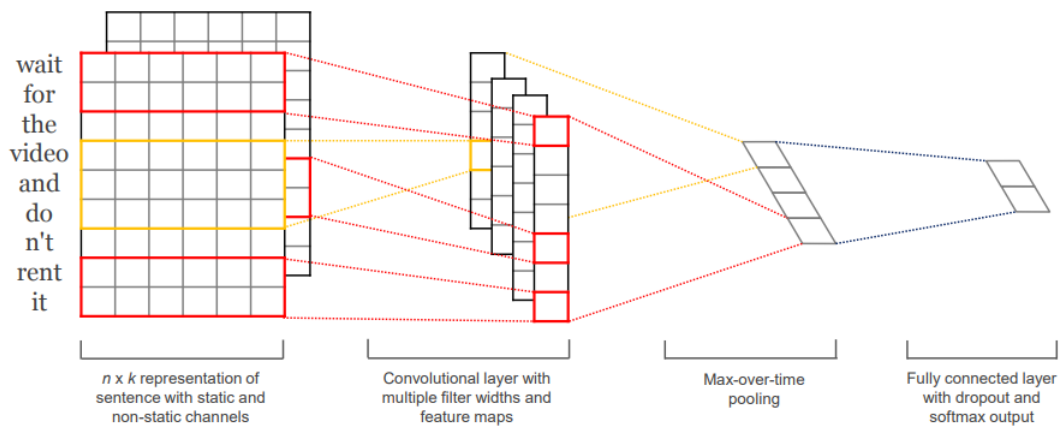 wait
for
the
video
and
do
n't
rent
it
n x k representation of
sentence with static and
non-static channels
Convolutional layer with
multiple filter widths and
feature maps
Max-over-time
pooling
Fully connected layer
with dropout and
softmax output